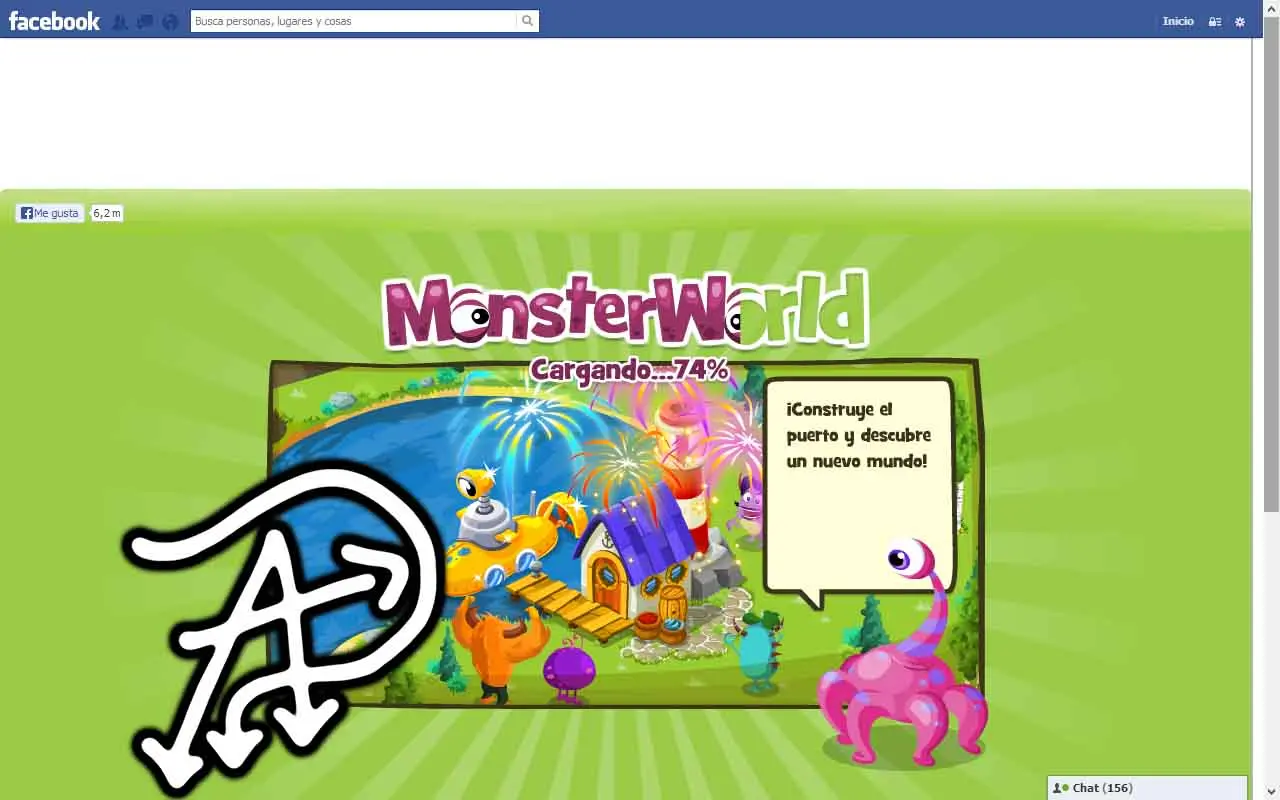 facebook
Busca personas, lugares y cosas
Inicio
Me gusta
6,2 m
MonsterWorld
Cargando...74%
¡Construye el
puerto y descubre
un nuevo mundo!
Chat (156)